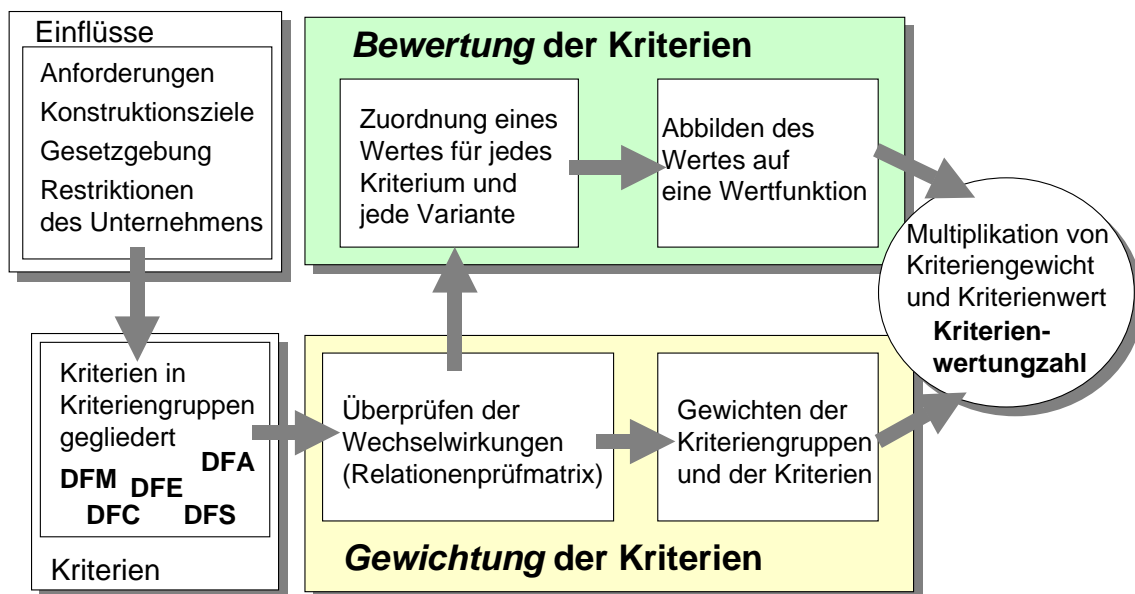 Einflüsse
Anforderungen
Konstruktionsziele
Gesetzgebung
Restriktionen
des Unternehmens
Kriterien in
Kriteriengruppen
gegliedert
DFA
DFM
DFE
DFC
DFS
Kriterien
Bewertung der Kriterien
Zuordnung eines
Wertes für jedes
Kriterium und
jede Variante
Abbilden des
Wertes auf
eine Wertfunktion
Überprüfen der
Wechselwirkungen
(Relationenprüfmatrix)
Gewichten der
Kriteriengruppen
und der Kriterien
Gewichtung der Kriterien
Multiplikation von
Kriteriengewicht
und Kriterienwert
Kriterien-
wertungzahl